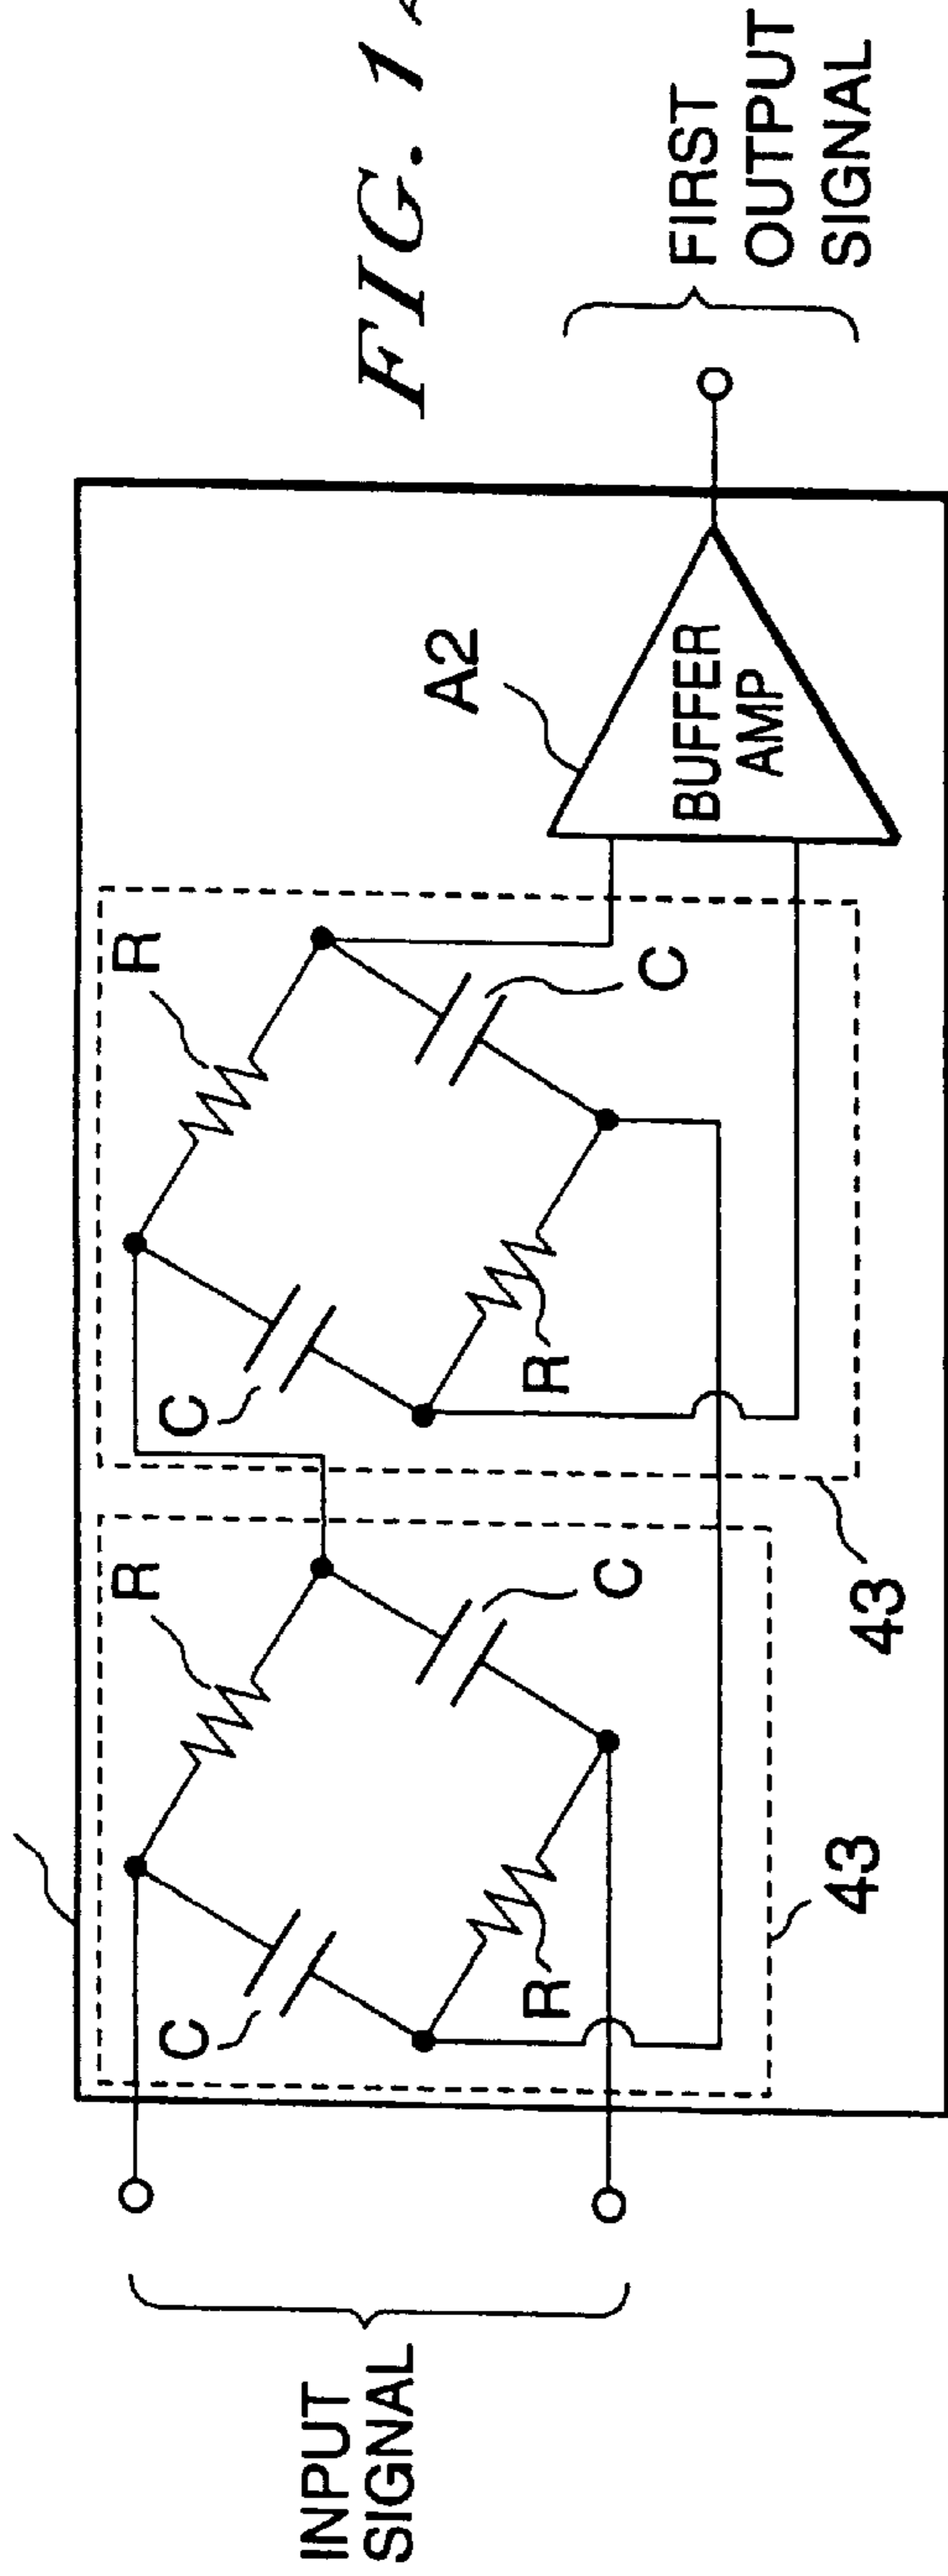 FIG. 1
INPUT
SIGNAL
R
C
C
R
43
R
C
C
R
43
A2
BUFFER
AMP
FIRST
OUTPUT
SIGNAL